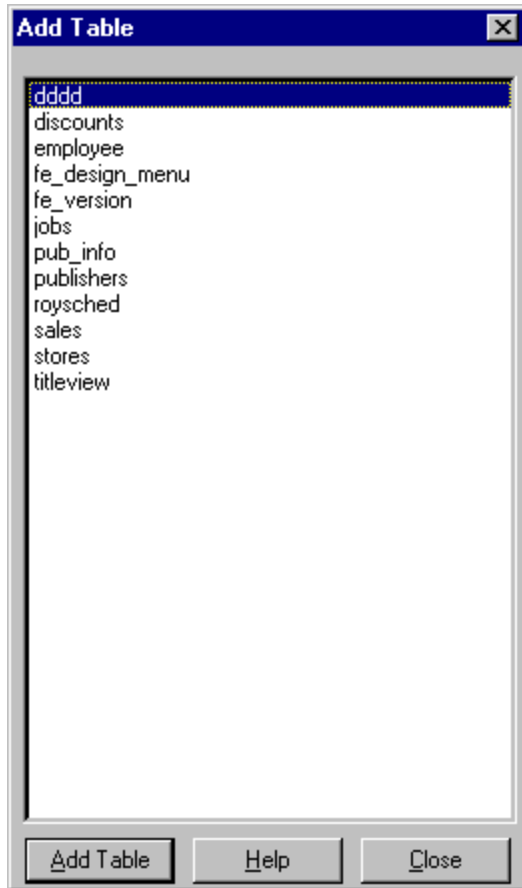 Add Table
dddd
discounts
employee
fe_design_menu
fe_version
jobs
pub_info
publishers
roysched
sales
stores
titleview
Add Table
Help
Close